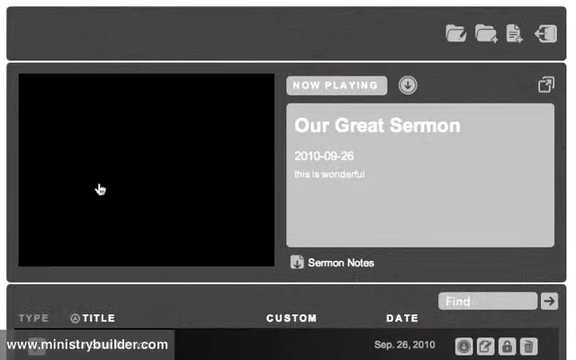 NOW PLAYING
Our Great Sermon
2010-09-26
this is wonderful
Sermon Notes
Find
TYPE TITLE CUSTOM DATE
www.ministrybuilder.com
Sep. 26, 2010